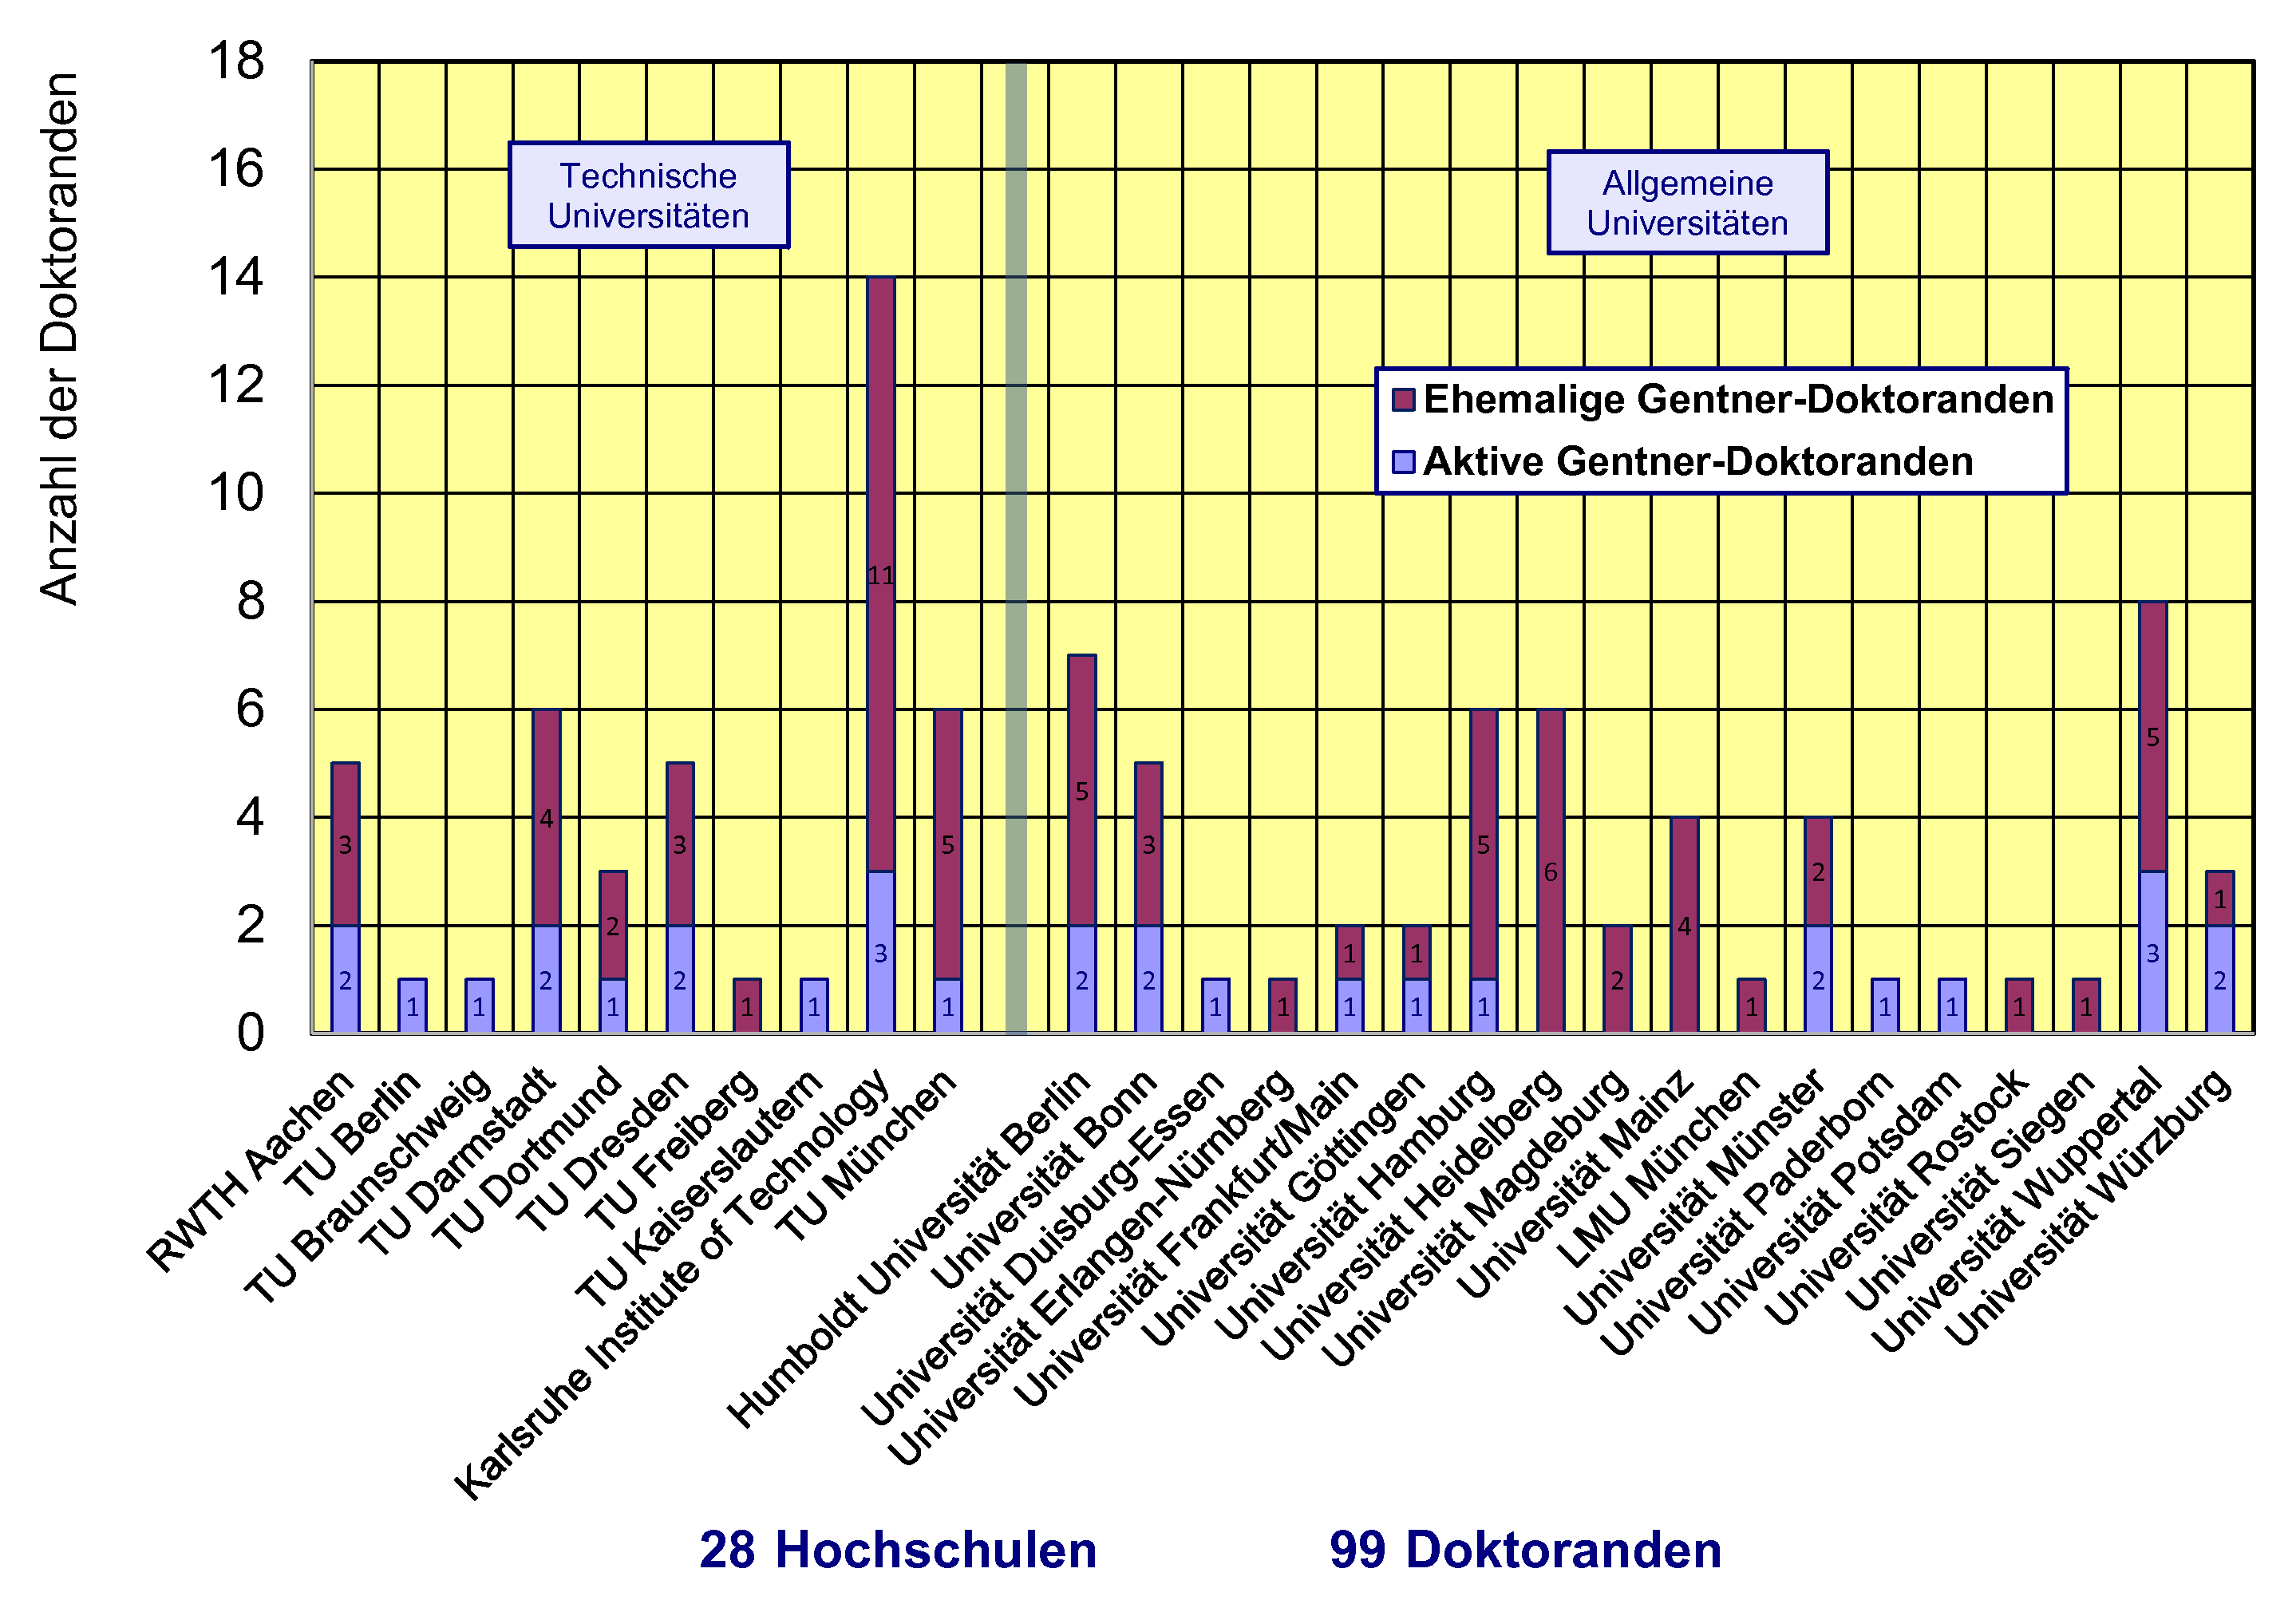 Anzahl der Doktoranden
18
16
14
12
10
8
6
4
2
0
Technische
Universitäten
Allgemeine
Universitäten
Ehemalige Gentner-Doktoranden
Aktive Gentner-Doktoranden
3
2
1
1
4
2
2
1
3
2
1
1
11
3
5
1
5
2
3
2
1
1
1
1
1
1
5
1
6
2
4
1
2
2
1
1
1
1
5
3
1
2
RWTH Aachen
TU Berlin
TU Braunschweig
TU Darmstadt
TU Dortmund
TU Dresden
TU Freiberg
TU Kaiserslautern
Karlsruhe Institute of Technology
TU München
Humboldt Universität Berlin
Universität Bonn
Universität Duisburg-Essen
Universität Erlangen-Nürnberg
Universität Frankfurt/Main
Universität Göttingen
Universität Hamburg
Universität Heidelberg
Universität Magdeburg
Universität Mainz
LMU München
Universität Münster
Universität Paderborn
Universität Potsdam
Universität Rostock
Universität Siegen
Universität Wuppertal
Universität Würzburg
28 Hochschulen
99 Doktoranden